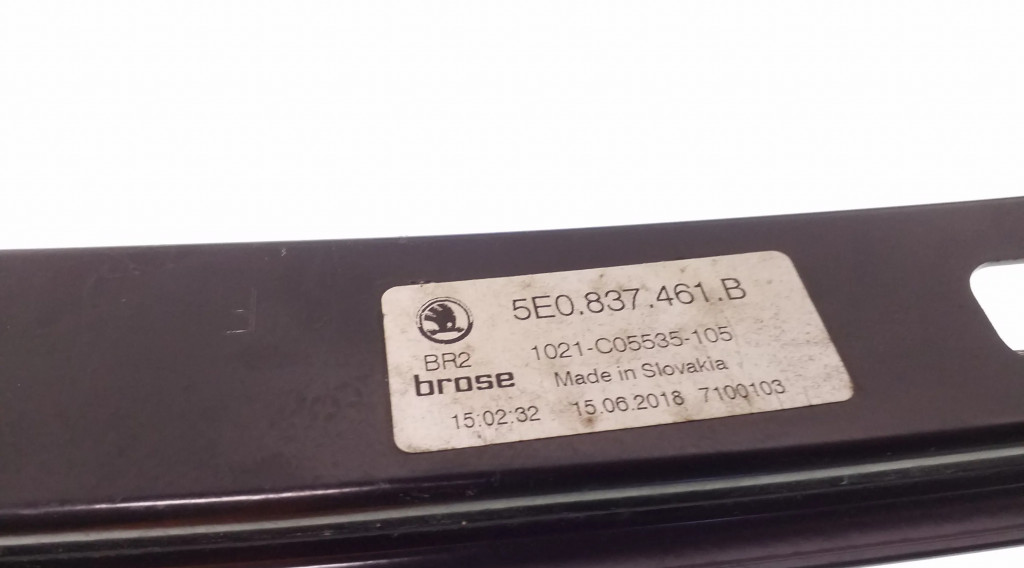 5E0.837.461.B
1021-C05535-105
BR2
brose
Made in Slovakia
15:02:32 15.06.2018 7100103